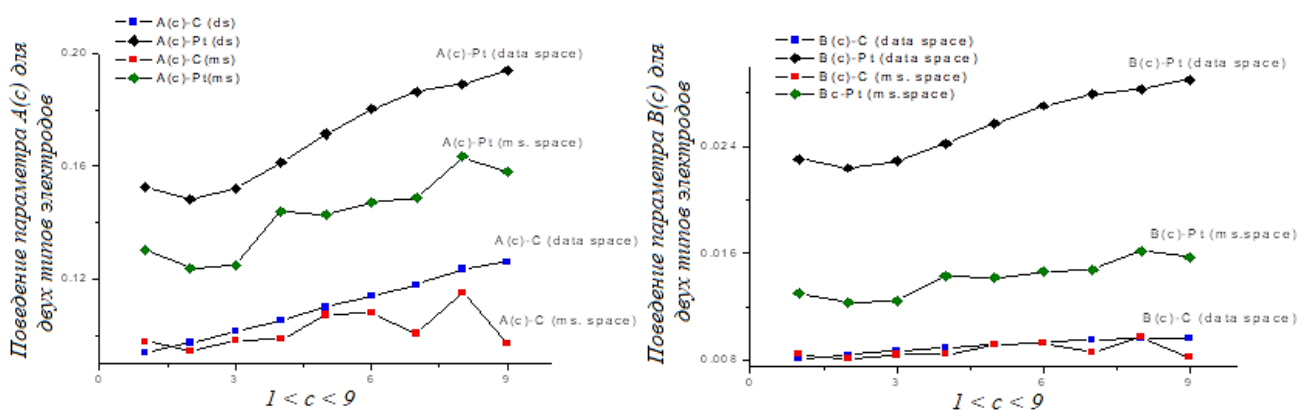 A(c)-C (ds)
A(c)-Pt (ds)
A(c)-C(ms)
A(c)-Pt(ms)
Поведение параметра A(c) для
двух типов электродов
0.20
0.16
0.12
A(c)-Pt (data space)
A(c)-Pt (ms. space)
A(c)-C (data space)
A(c)-C (ms. space)
0
3
6
9
1 < c < 9
B(c)-C (data space)
B(c)-Pt (data space)
B(c)-C (ms. space)
Bc-Pt (ms.space)
Поведение параметра B(c) для
двух типов электродов
0.024
0.016
0.008
B(c)-Pt (data space)
B(c)-Pt (ms.space)
B(c)-C (data space)
0
3
6
9
1 < c < 9